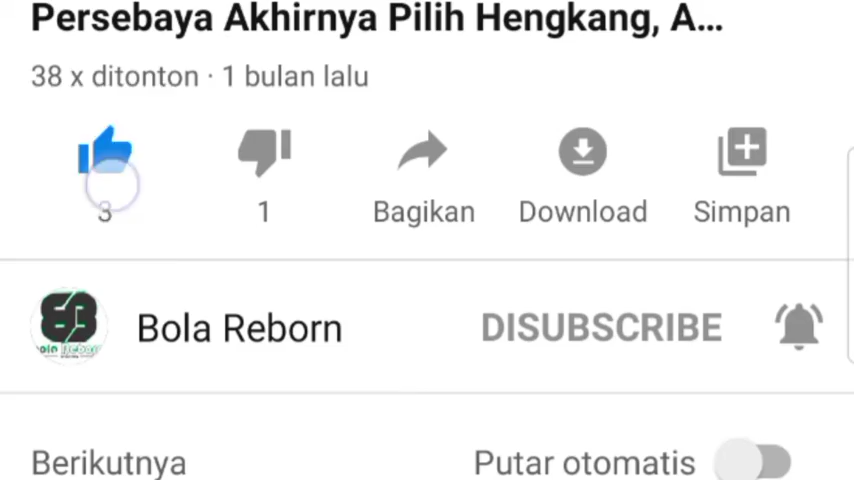 Persebaya Akhirnya Pilih Hengkang, A...
38 x ditonton · 1 bulan lalu
3 1 Bagikan Download Simpan
Bola Reborn DISUBSCRIBE
Berikutnya Putar otomatis